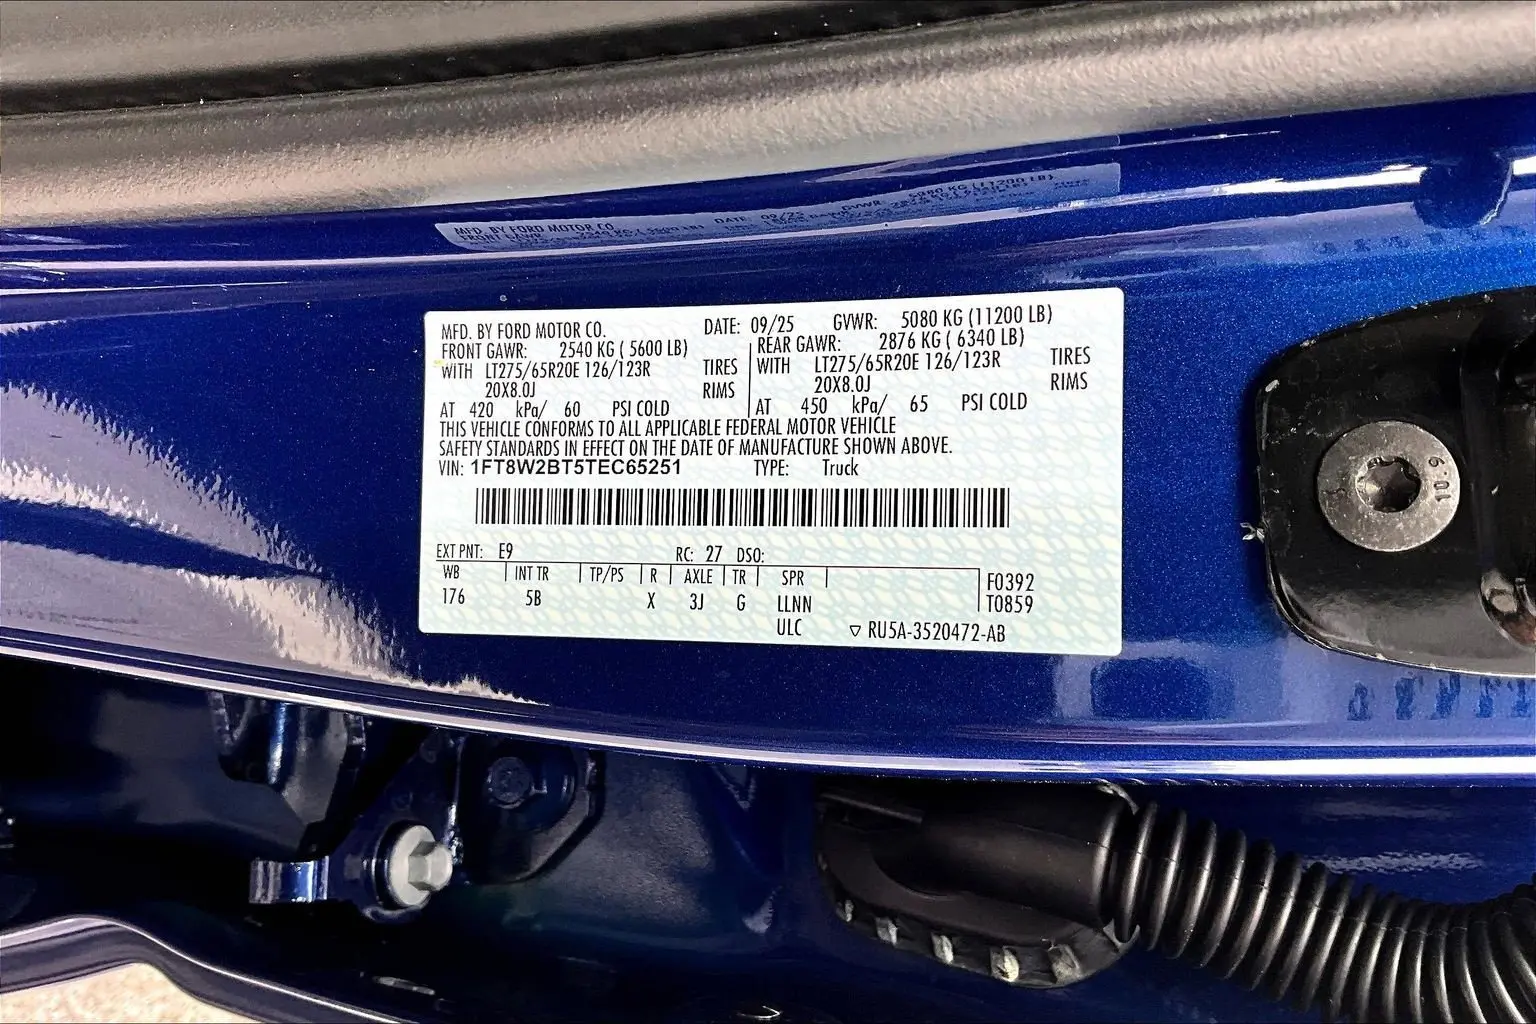 MFD. BY FORD MOTOR CO. DATE: 09/25 GVWR: 5080 KG (11200 LB)
FRONT GAWR: 2540 KG ( 5600 LB) REAR GAWR: 2876 KG ( 6340 LB)
WITH LT275/65R20E 126/123R TIRES WITH LT275/65R20E 126/123R TIRES
20X8.0J RIMS 20X8.0J RIMS
AT 420 kPa/ 60 PSI COLD AT 450 kPa/ 65 PSI COLD
THIS VEHICLE CONFORMS TO ALL APPLICABLE FEDERAL MOTOR VEHICLE
SAFETY STANDARDS IN EFFECT ON THE DATE OF MANUFACTURE SHOWN ABOVE.
VIN: 1FT8W2BT5TEC65251 TYPE: Truck
EXT PNT: E9 RC: 27 DSO:
WB INT TR TP/PS R AXLE TR SPR F0392
176 5B X 3J G LLNN T0859
ULC ▽ RU5A-3520472-AB
10.9